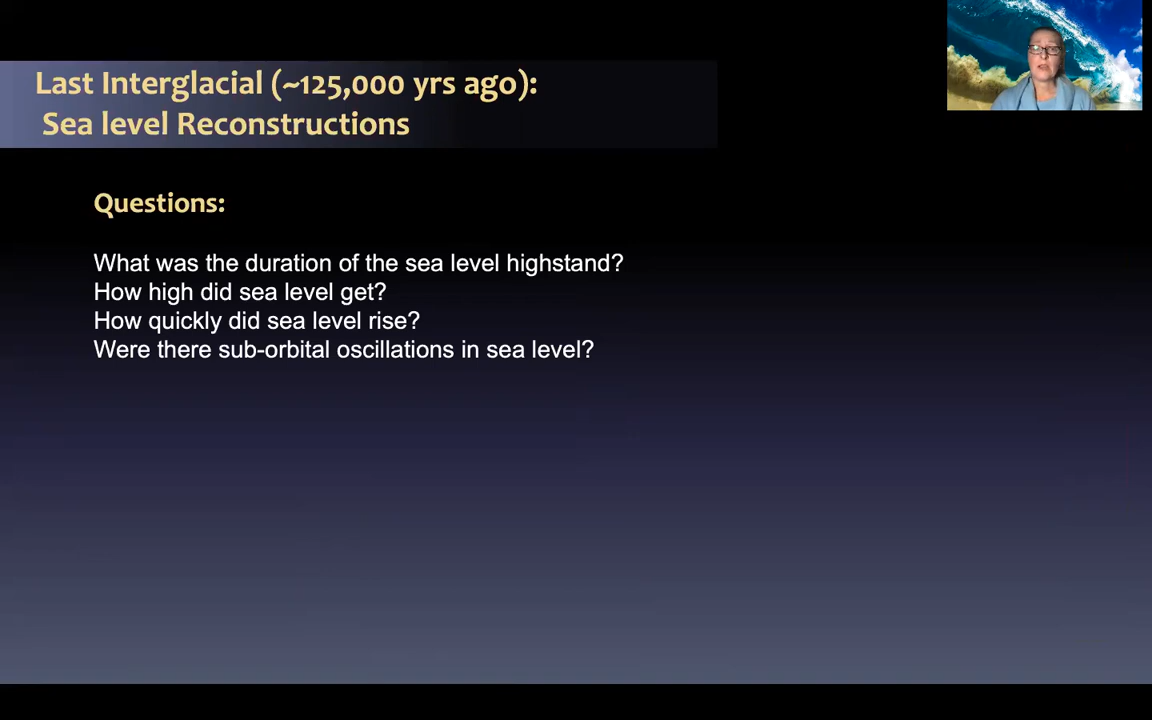 Last Interglacial (~125,000 yrs ago):
Sea level Reconstructions
Questions:
What was the duration of the sea level highstand?
How high did sea level get?
How quickly did sea level rise?
Were there sub-orbital oscillations in sea level?